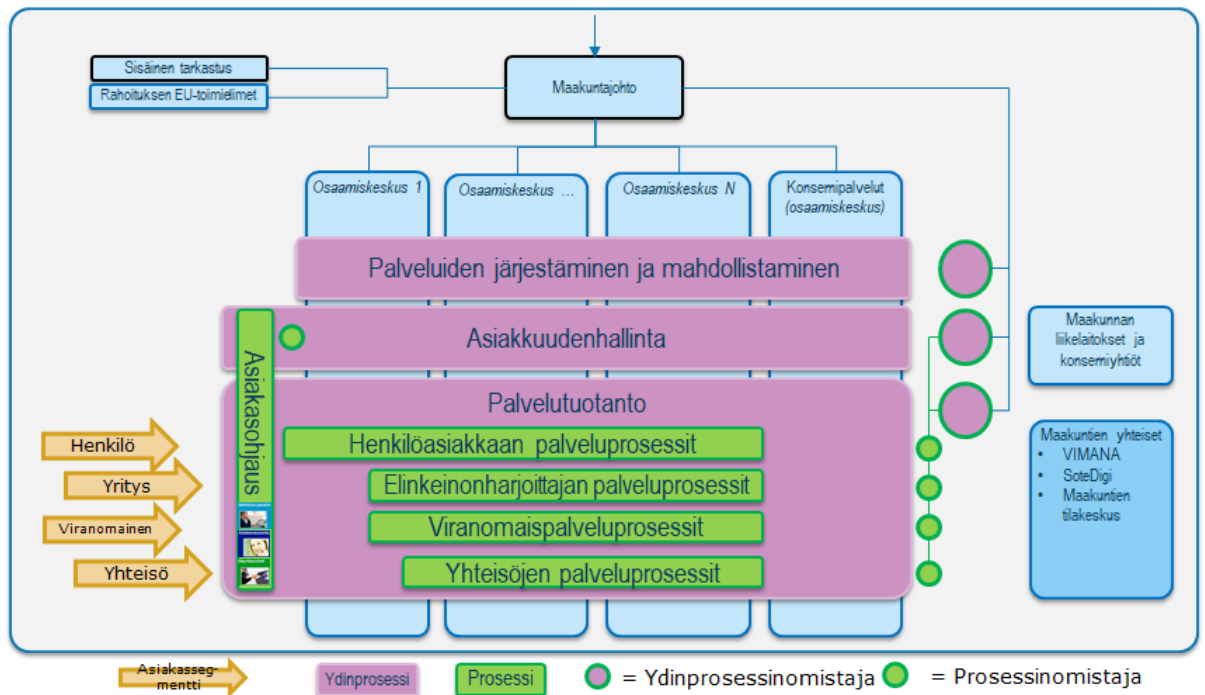 Sisäinen tarkastus
Rahoituksen EU-toimielimet
Maakuntajohto
Osaamiskeskus 1
Osaamiskeskus ...
Osaamiskeskus N
Konsernipalvelut
(osaamiskeskus)
Palveluiden järjestäminen ja mahdollistaminen
Asiakkuudenhallinta
Asiakasohjaus
Palvelutuotanto
Henkilöasiakkaan palveluprosessit
Elinkeinonharjoittajan palveluprosessit
Viranomaispalveluprosessit
Yhteisöjen palveluprosessit
Henkilö
Yritys
Viranomainen
Yhteisö
Maakunnan
liikelaitokset ja
konserniyhtiöt
Maakuntien yhteiset
• VIMANA
• SoteDigi
• Maakuntien
tilakeskus
Asiakasseg-
mentti
Ydinprosessi
Prosessi
= Ydinprosessinomistaja
= Prosessinomistaja